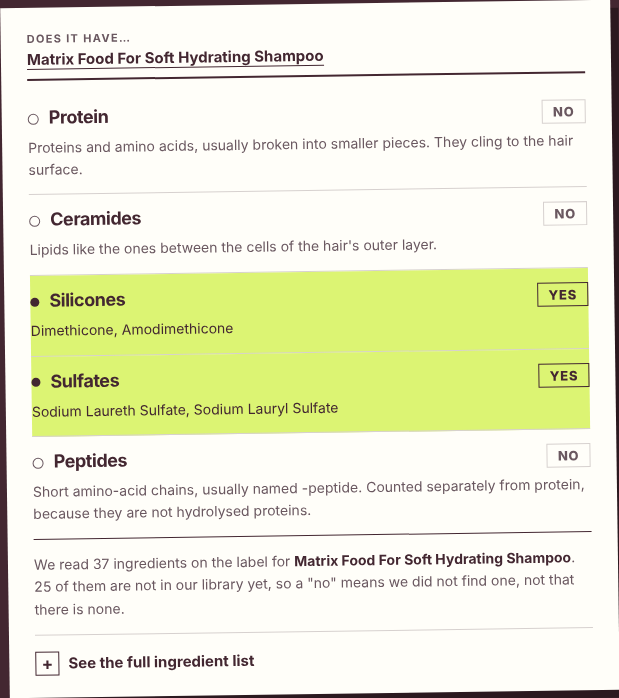 DOES IT HAVE...
Matrix Food For Soft Hydrating Shampoo
Protein
NO
Proteins and amino acids, usually broken into smaller pieces. They cling to the hair
surface.
Ceramides
NO
Lipids like the ones between the cells of the hair's outer layer.
Silicones
YES
Dimethicone, Amodimethicone
Sulfates
YES
Sodium Laureth Sulfate, Sodium Lauryl Sulfate
Peptides
NO
Short amino-acid chains, usually named -peptide. Counted separately from protein,
because they are not hydrolysed proteins.
We read 37 ingredients on the label for Matrix Food For Soft Hydrating Shampoo.
25 of them are not in our library yet, so a "no" means we did not find one, not that
there is none.
+ See the full ingredient list